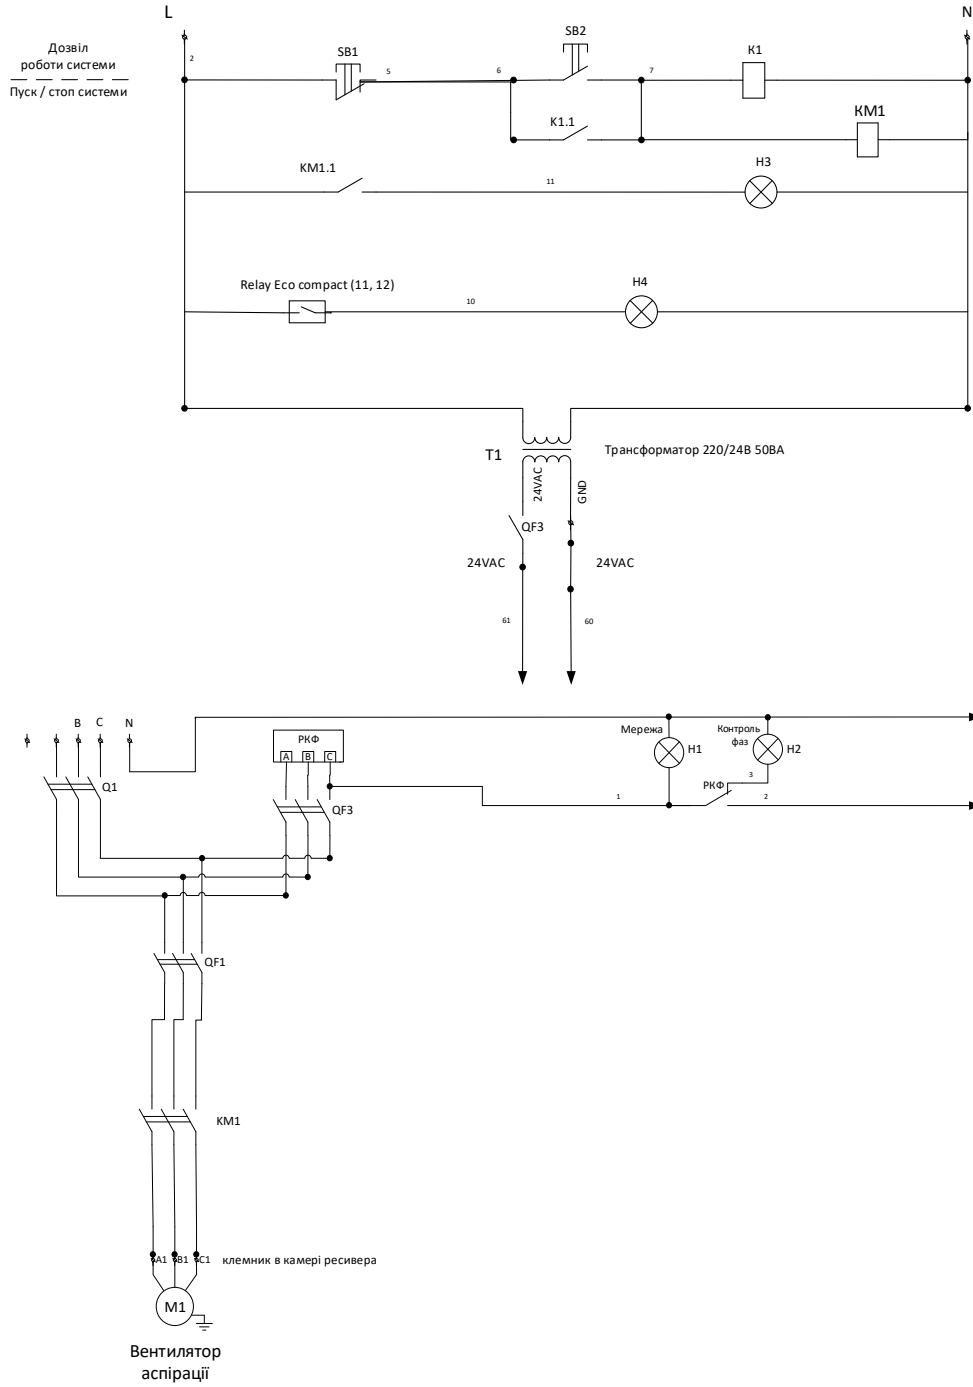 L
N
Дозвіл
роботи системи
Пуск / стоп системи
2
SB1
5
6
SB2
7
К1
K1.1
КМ1
KM1.1
11
H3
Relay Eco compact (11, 12)
10
H4
T1
Трансформатор 220/24В 50ВА
24VAC
GND
QF3
24VAC
24VAC
61
60
B
C
N
Q1
РКФ
A
B
C
QF3
Мережа
H1
Контроль
фаз
H2
РКФ
3
1
2
QF1
KM1
A1
B1
C1
клемник в камері ресивера
M1
Вентилятор
аспірації